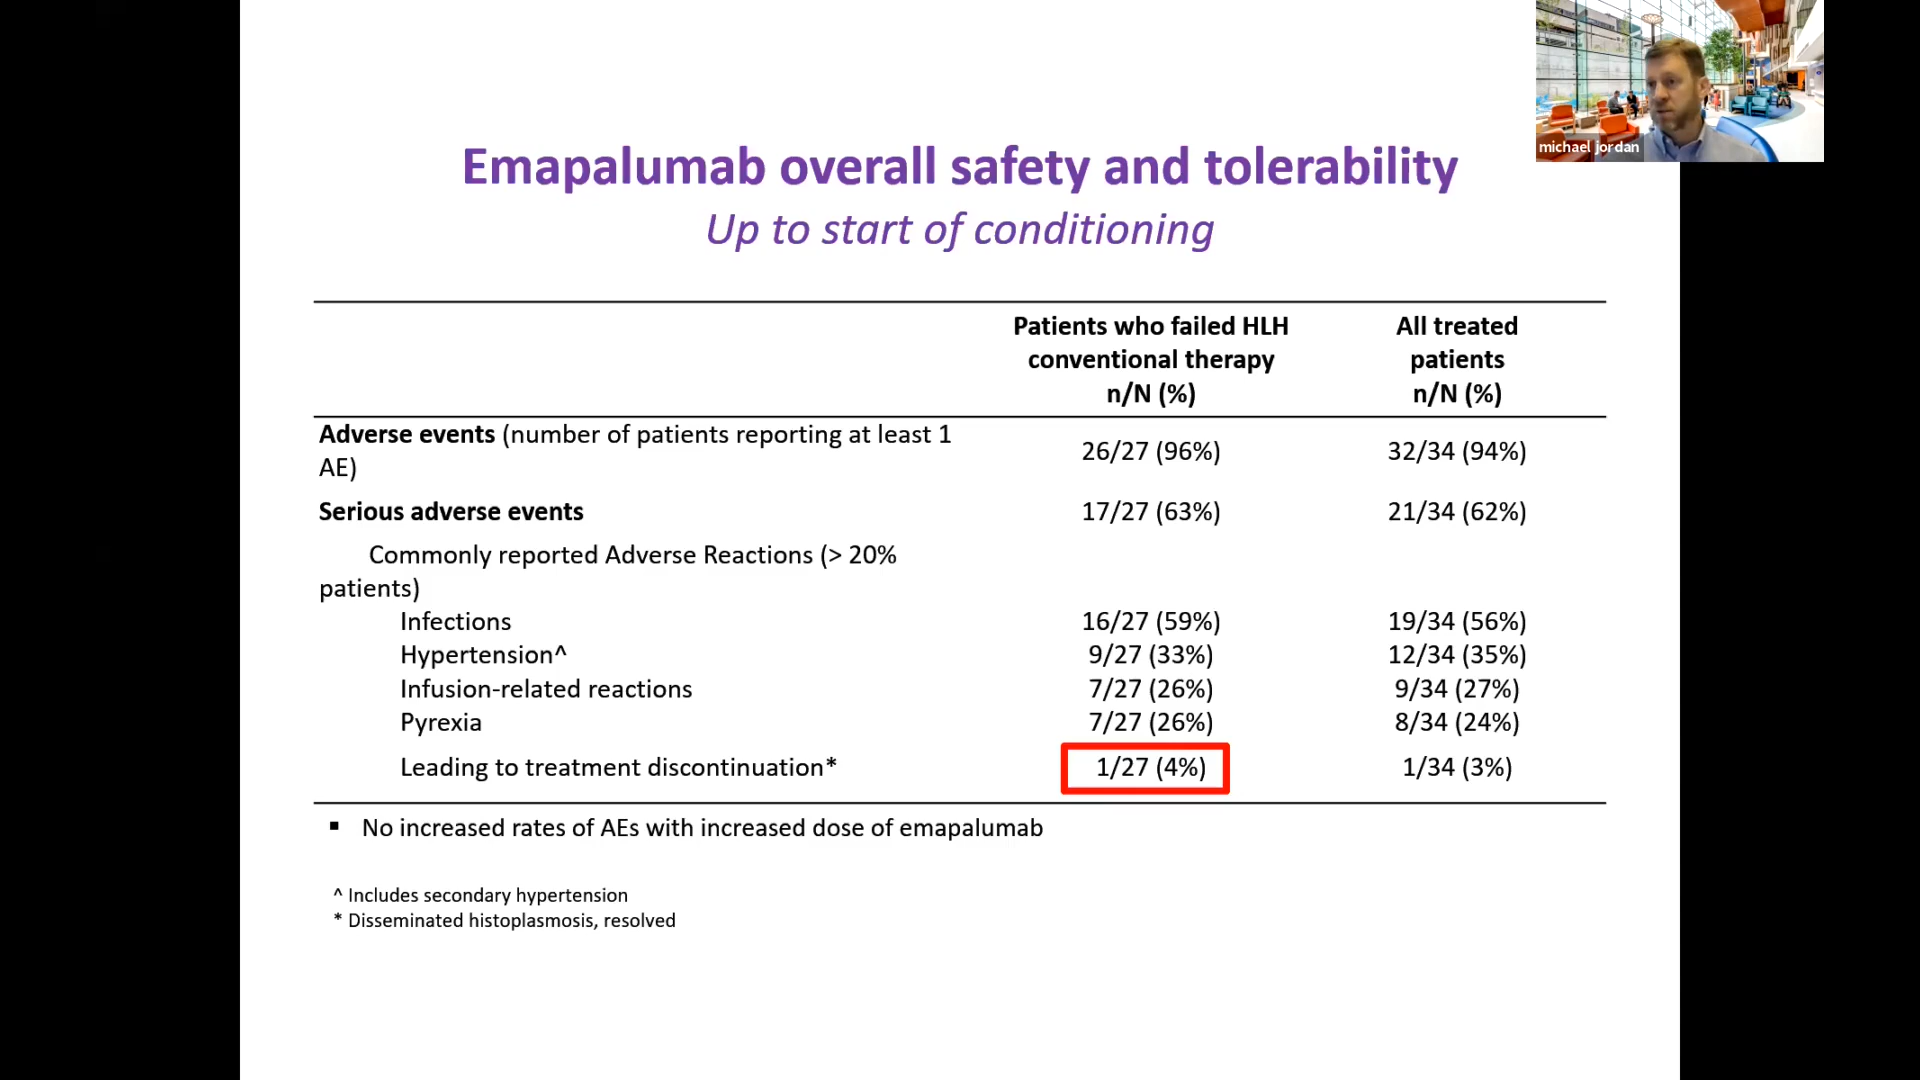 michael jordan
Emapalumab overall safety and tolerability
Up to start of conditioning
Patients who failed HLH conventional therapy n/N (%)
All treated patients n/N (%)
Adverse events (number of patients reporting at least 1 AE) 26/27 (96%) 32/34 (94%)
Serious adverse events 17/27 (63%) 21/34 (62%)
Commonly reported Adverse Reactions (> 20% patients)
Infections 16/27 (59%) 19/34 (56%)
Hypertension^ 9/27 (33%) 12/34 (35%)
Infusion-related reactions 7/27 (26%) 9/34 (27%)
Pyrexia 7/27 (26%) 8/34 (24%)
Leading to treatment discontinuation* 1/27 (4%) 1/34 (3%)
▪ No increased rates of AEs with increased dose of emapalumab
^ Includes secondary hypertension
* Disseminated histoplasmosis, resolved